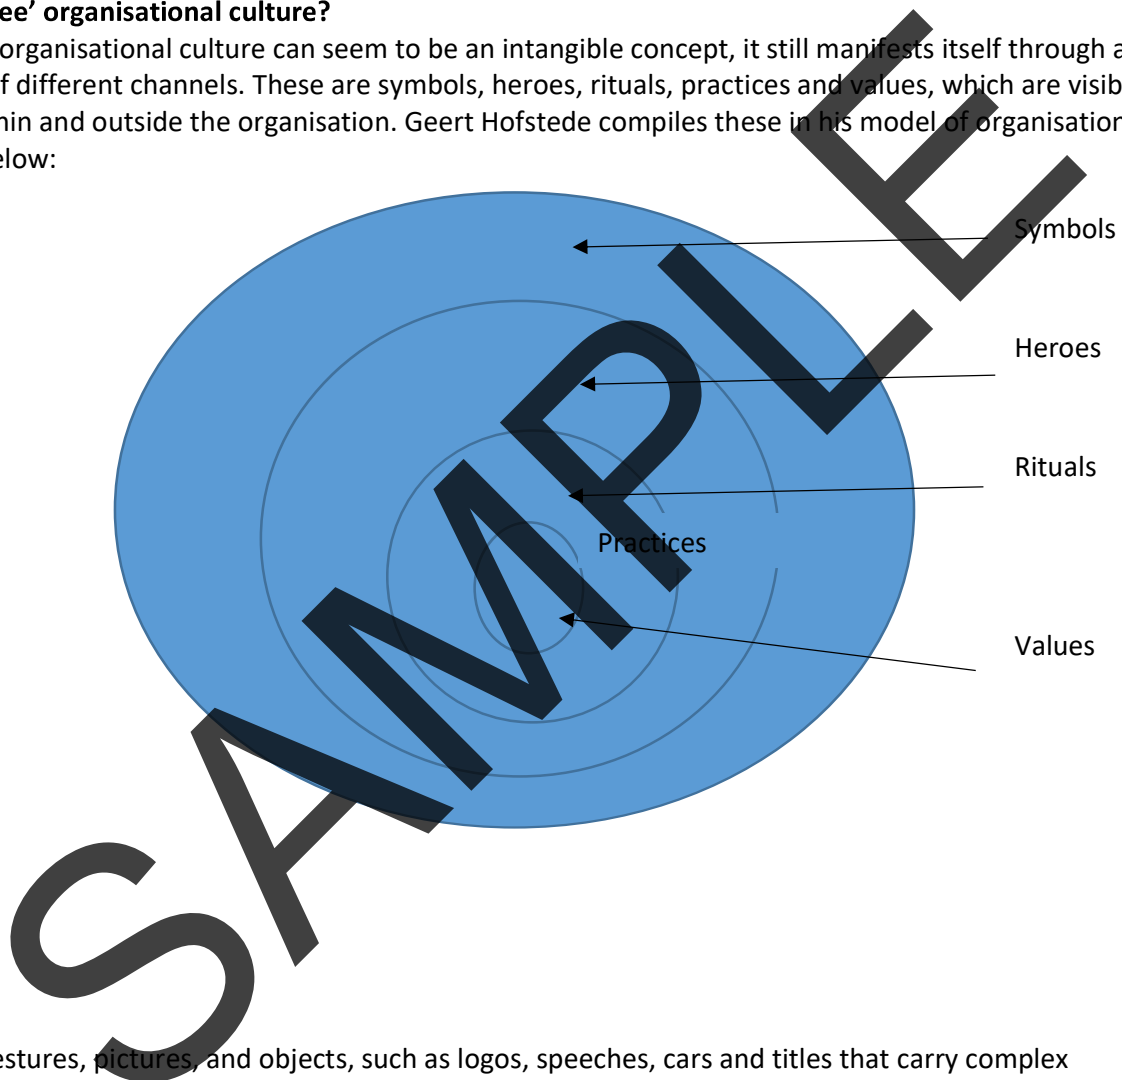 ee’ organisational culture?
organisational culture can seem to be an intangible concept, it still manifests itself through a
f different channels. These are symbols, heroes, rituals, practices and values, which are visib
hin and outside the organisation. Geert Hofstede compiles these in his model of organisation
elow:
Symbols
Heroes
Rituals
Practices
Values
estures, pictures, and objects, such as logos, speeches, cars and titles that carry complex
SAMPLE